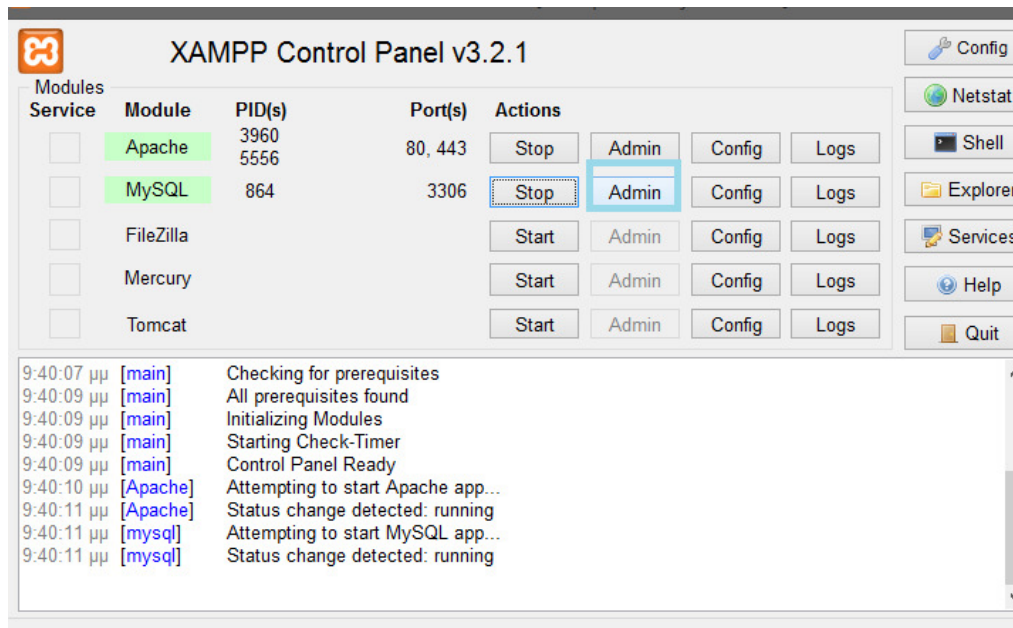 XAMPP Control Panel v3.2.1
Config
Netstat
Shell
Explorer
Services
Help
Quit
Modules
Service Module PID(s) Port(s) Actions
Apache 3960 5556 80, 443 Stop Admin Config Logs
MySQL 864 3306 Stop Admin Config Logs
FileZilla Start Admin Config Logs
Mercury Start Admin Config Logs
Tomcat Start Admin Config Logs
9:40:07 μμ [main] Checking for prerequisites
9:40:09 μμ [main] All prerequisites found
9:40:09 μμ [main] Initializing Modules
9:40:09 μμ [main] Starting Check-Timer
9:40:09 μμ [main] Control Panel Ready
9:40:10 μμ [Apache] Attempting to start Apache app...
9:40:11 μμ [Apache] Status change detected: running
9:40:11 μμ [mysql] Attempting to start MySQL app...
9:40:11 μμ [mysql] Status change detected: running